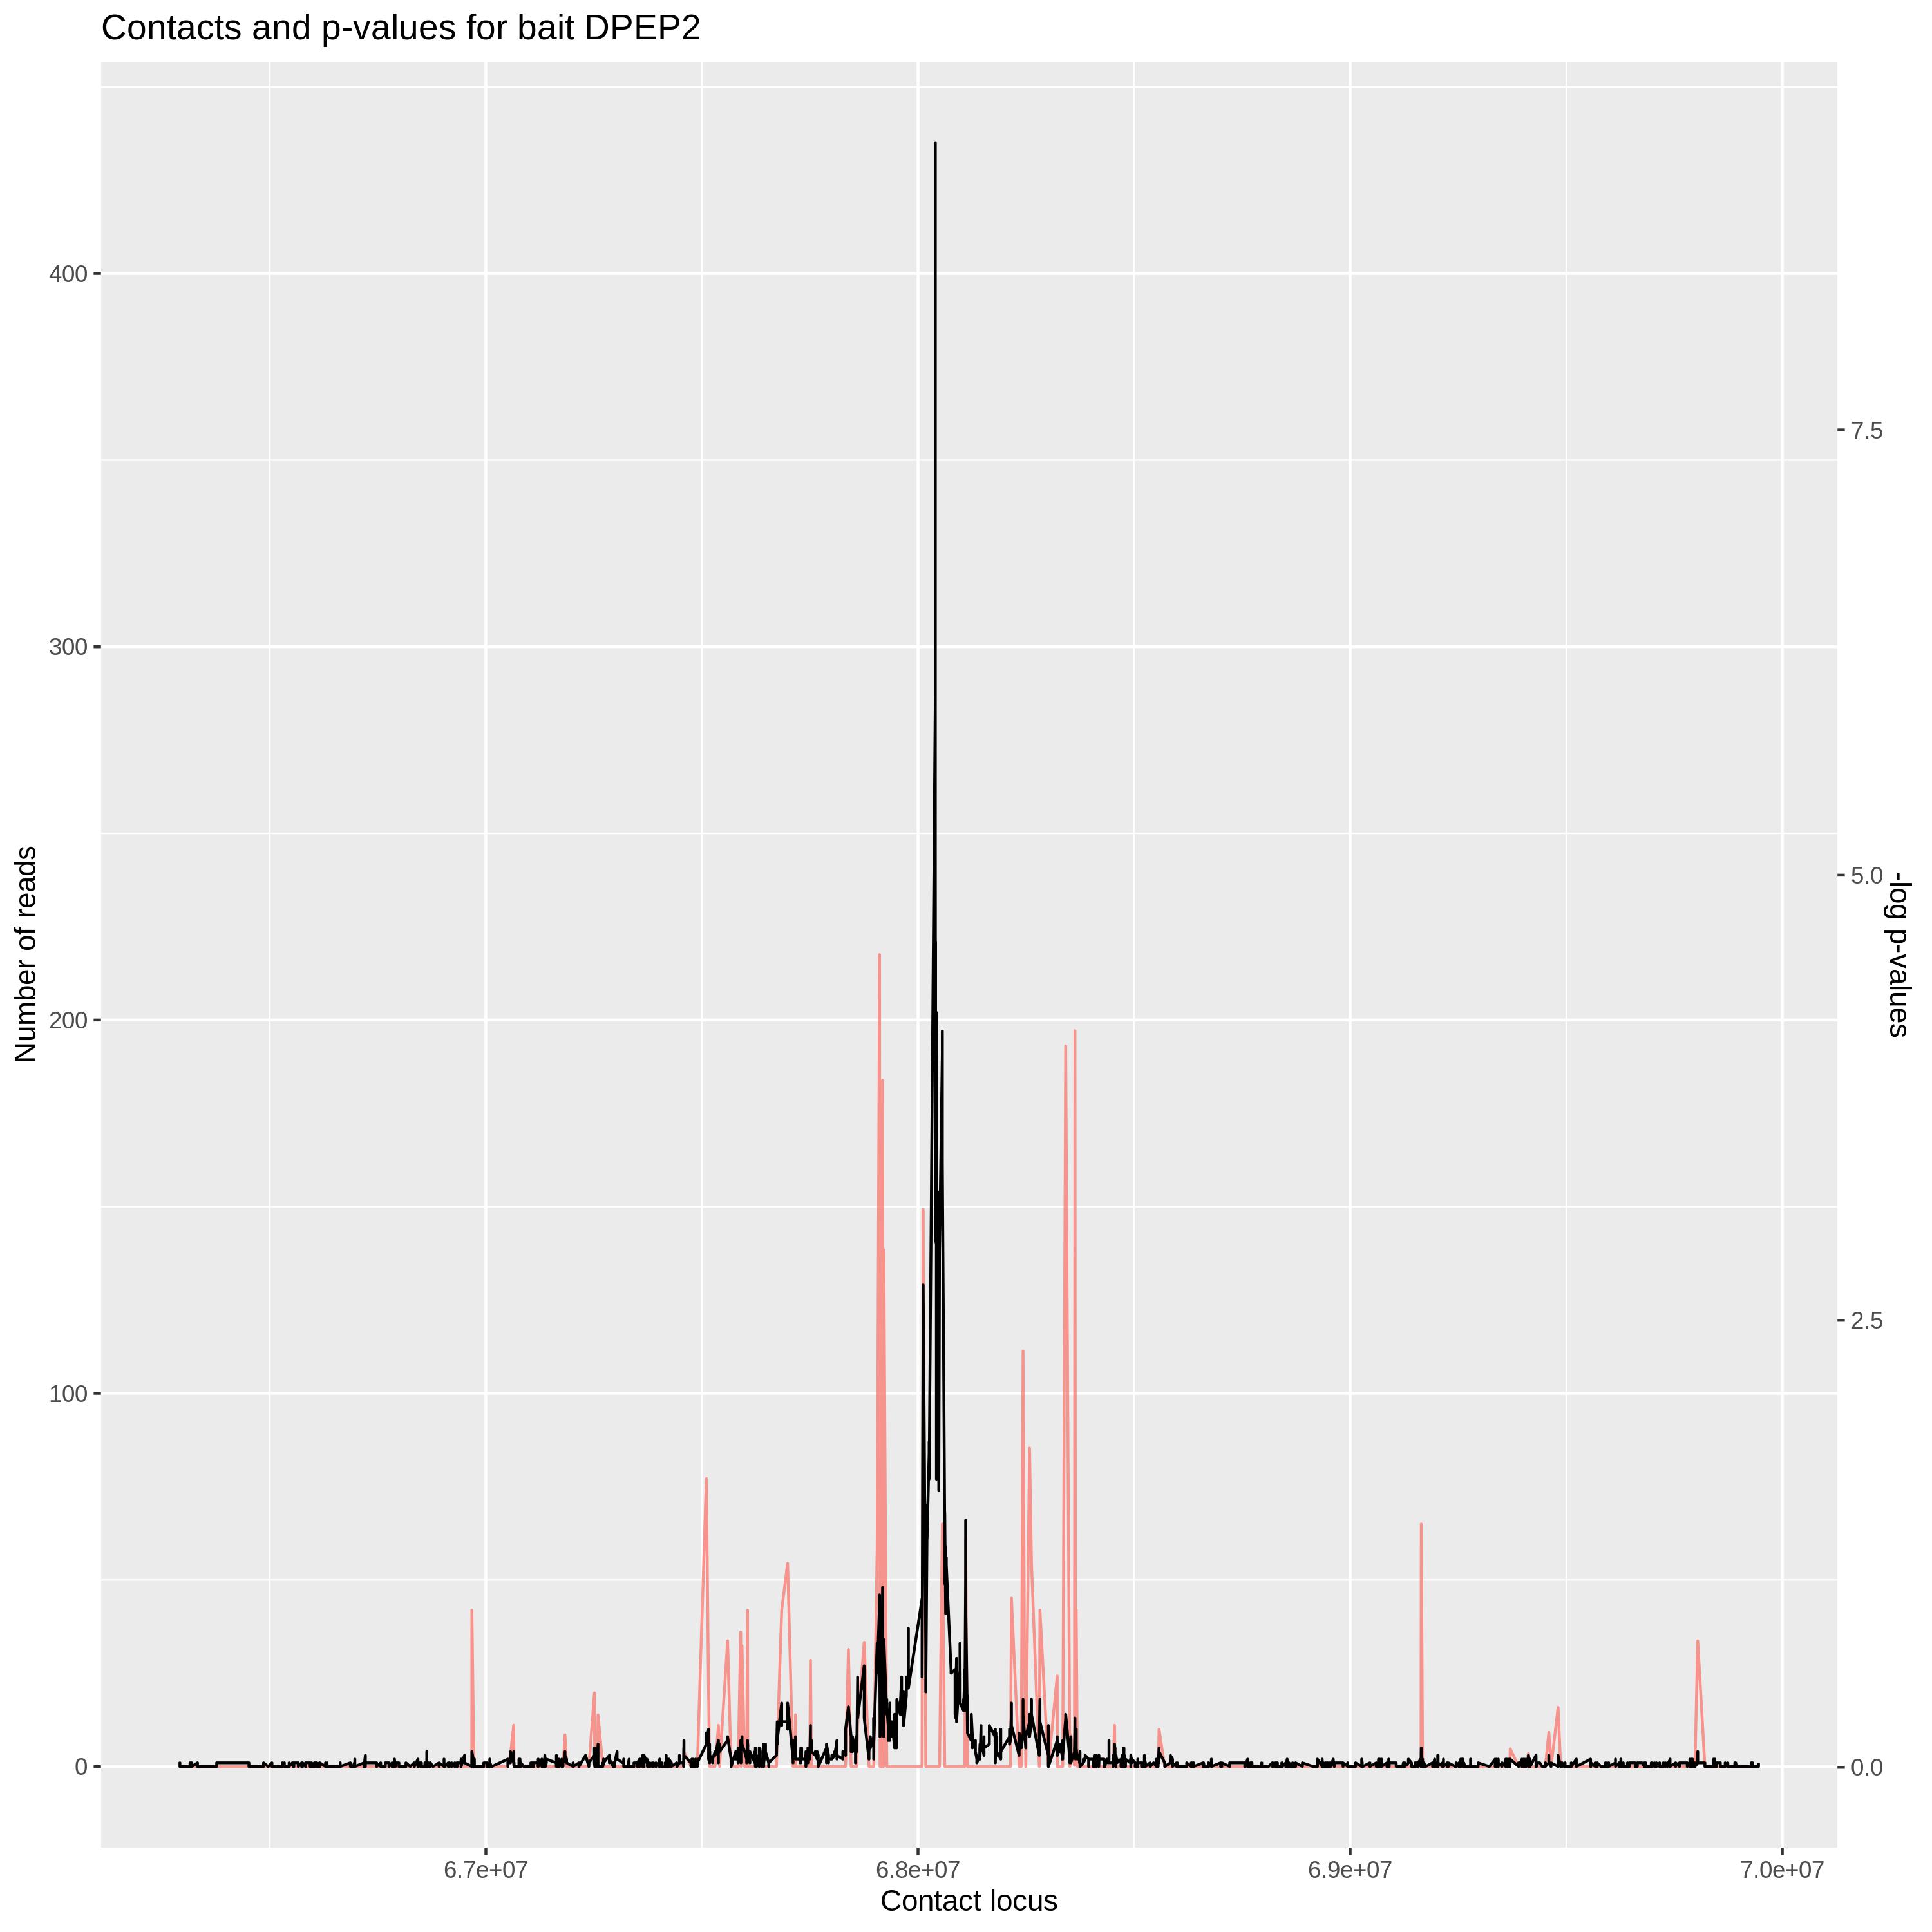 Contacts and p-values for bait DPEP2
Number of reads
400
300
200
100
0
7.5
5.0
2.5
0.0
-log p-values
6.7e+07
6.8e+07
6.9e+07
7.0e+07
Contact locus